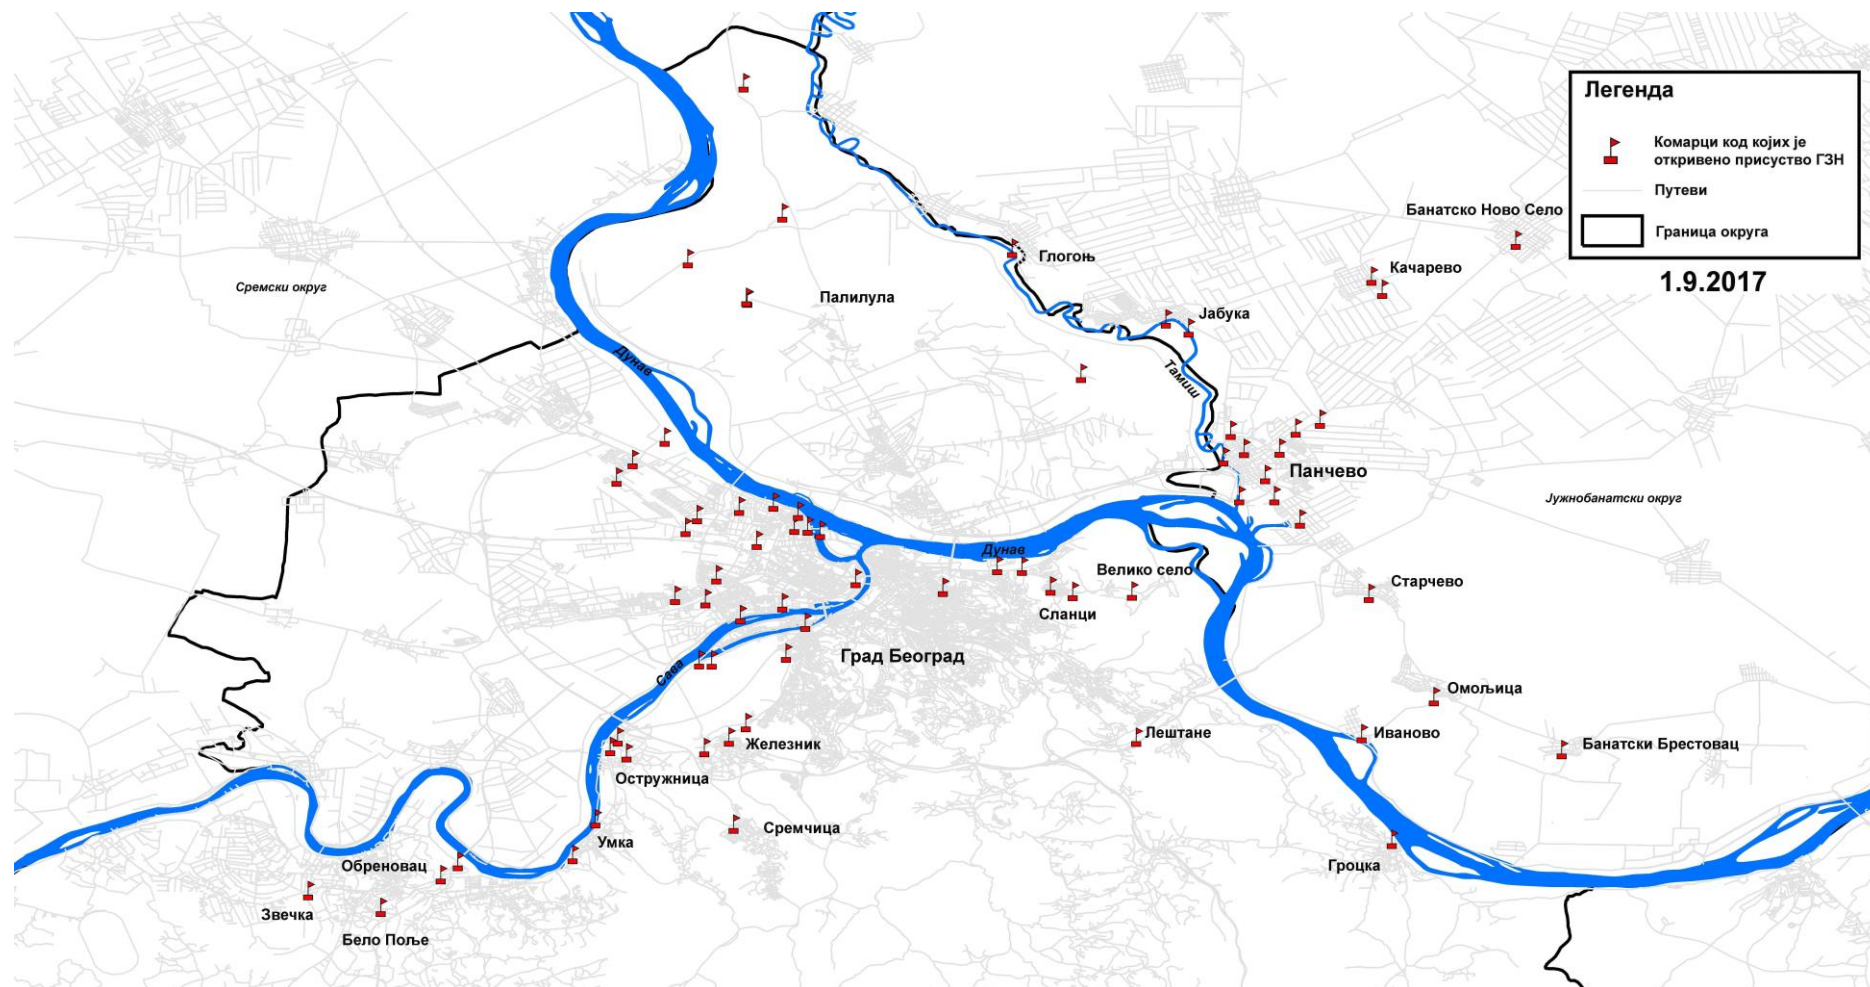 Легенда
Комарци код којих је
откривено присуство ГЗН
Путеви
Граница округа
1.9.2017
Банатско Ново Село
Качарево
Глогоњ
Сремски округ
Палилула
Јабука
Дунав
Тамиш
Панчево
Јужнобанатски округ
Дунав
Велико село
Старчево
Сланци
Град Београд
Сава
Омољица
Лештане
Иваново
Железник
Банатски Брестовац
Остружница
Сремчица
Умка
Обреновац
Гроцка
Звечка
Бело Поље